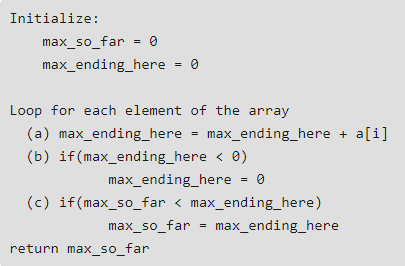 Initialize:
    max_so_far = 0
    max_ending_here = 0

Loop for each element of the array
  (a) max_ending_here = max_ending_here + a[i]
  (b) if(max_ending_here < 0)
            max_ending_here = 0
  (c) if(max_so_far < max_ending_here)
            max_so_far = max_ending_here
return max_so_far